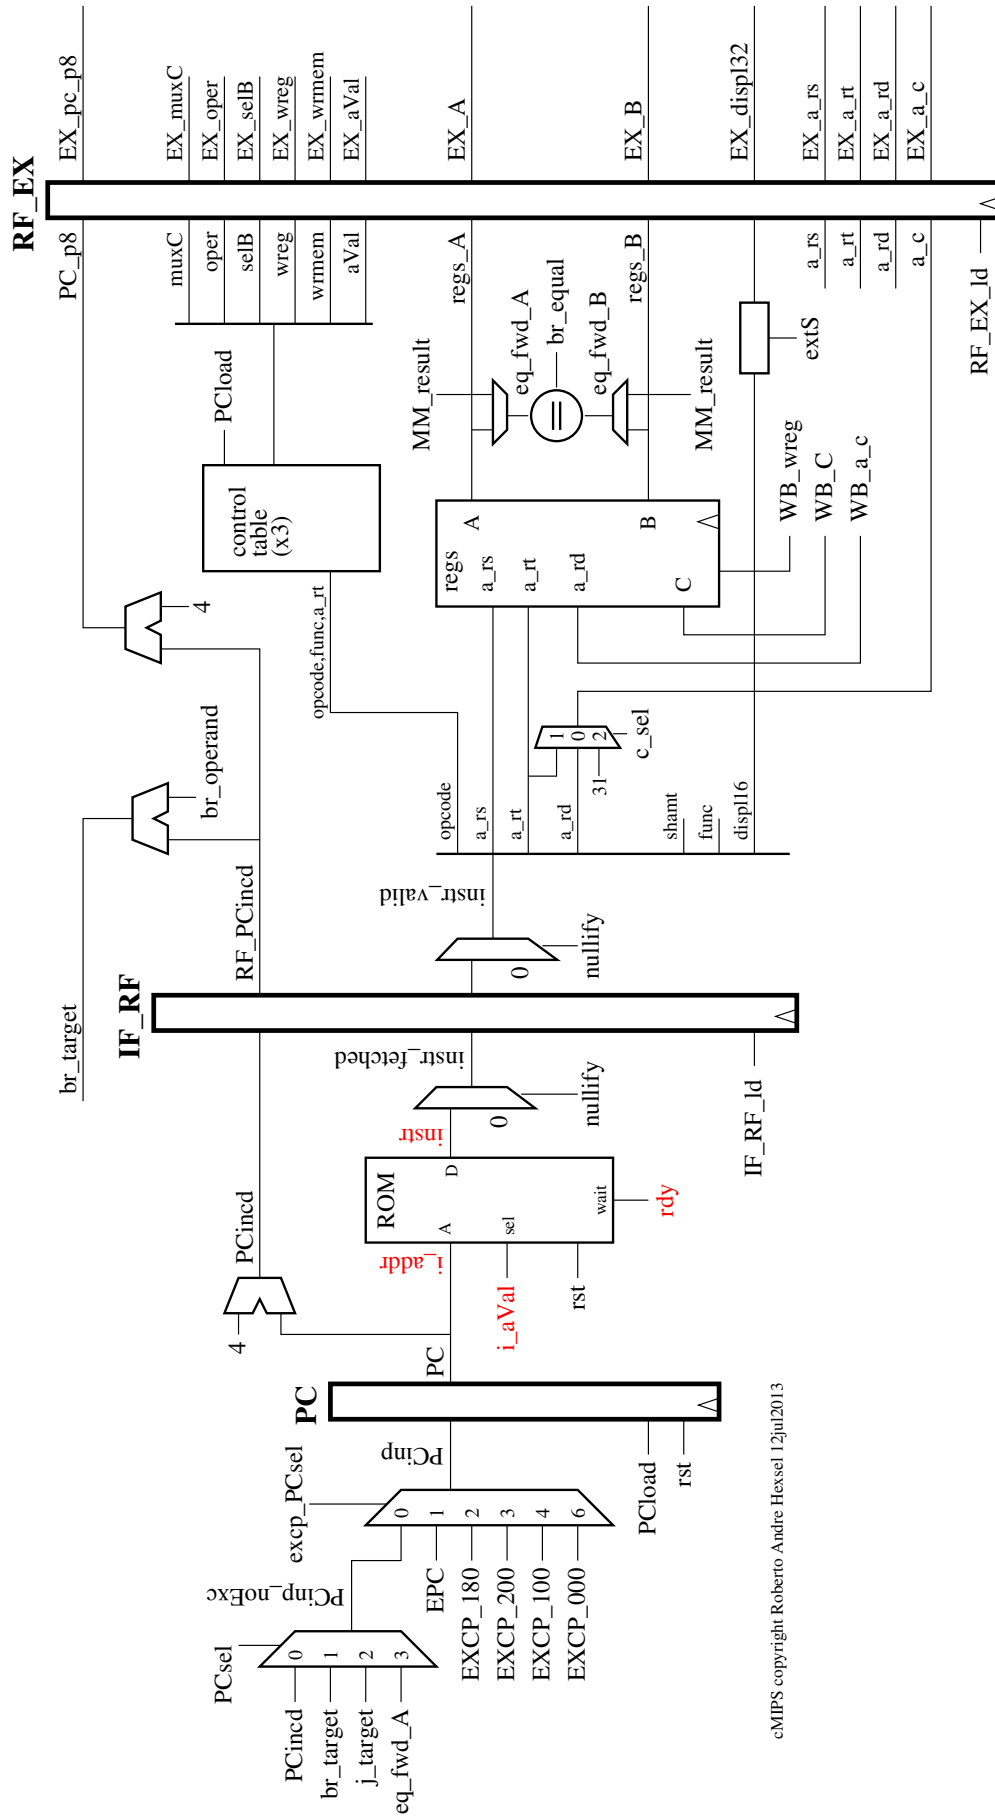 PCsel
PCincd
br_target
j_target
eq_fwd_A
0
1
2
3
PCinp_noExc
excp_PCsel
EPC
EXCP_180
EXCP_200
EXCP_100
EXCP_000
0
1
2
3
4
6
PCinp
PC
PCload
rst
PC
4
PCincd
i_addr
i_aVal
rst
ROM
A
D
sel
wait
rdy
instr
0
nullify
instr_fetched
br_target
IF_RF
IF_RF_ld
RF_PCincd
0
nullify
instr_valid
br_operand
4
opcode
a_rs
a_rt
a_rd
shamt
func
displ16
31
1
0
2
c_sel
opcode,func,a_rt
control
table
(x3)
PCload
regs
a_rs
a_rt
a_rd
C
A
B
WB_wreg
WB_C
WB_a_c
MM_result
eq_fwd_A
=
br_equal
eq_fwd_B
MM_result
extS
RF_EX
PC_p8
muxC
oper
selB
wreg
wrmem
aVal
regs_A
regs_B
a_rs
a_rt
a_rd
a_c
RF_EX_ld
EX_pc_p8
EX_muxC
EX_oper
EX_selB
EX_wreg
EX_wrmem
EX_aVal
EX_A
EX_B
EX_displ32
EX_a_rs
EX_a_rt
EX_a_rd
EX_a_c
cMIPS copyright Roberto Andre Hexsel 12jul2013